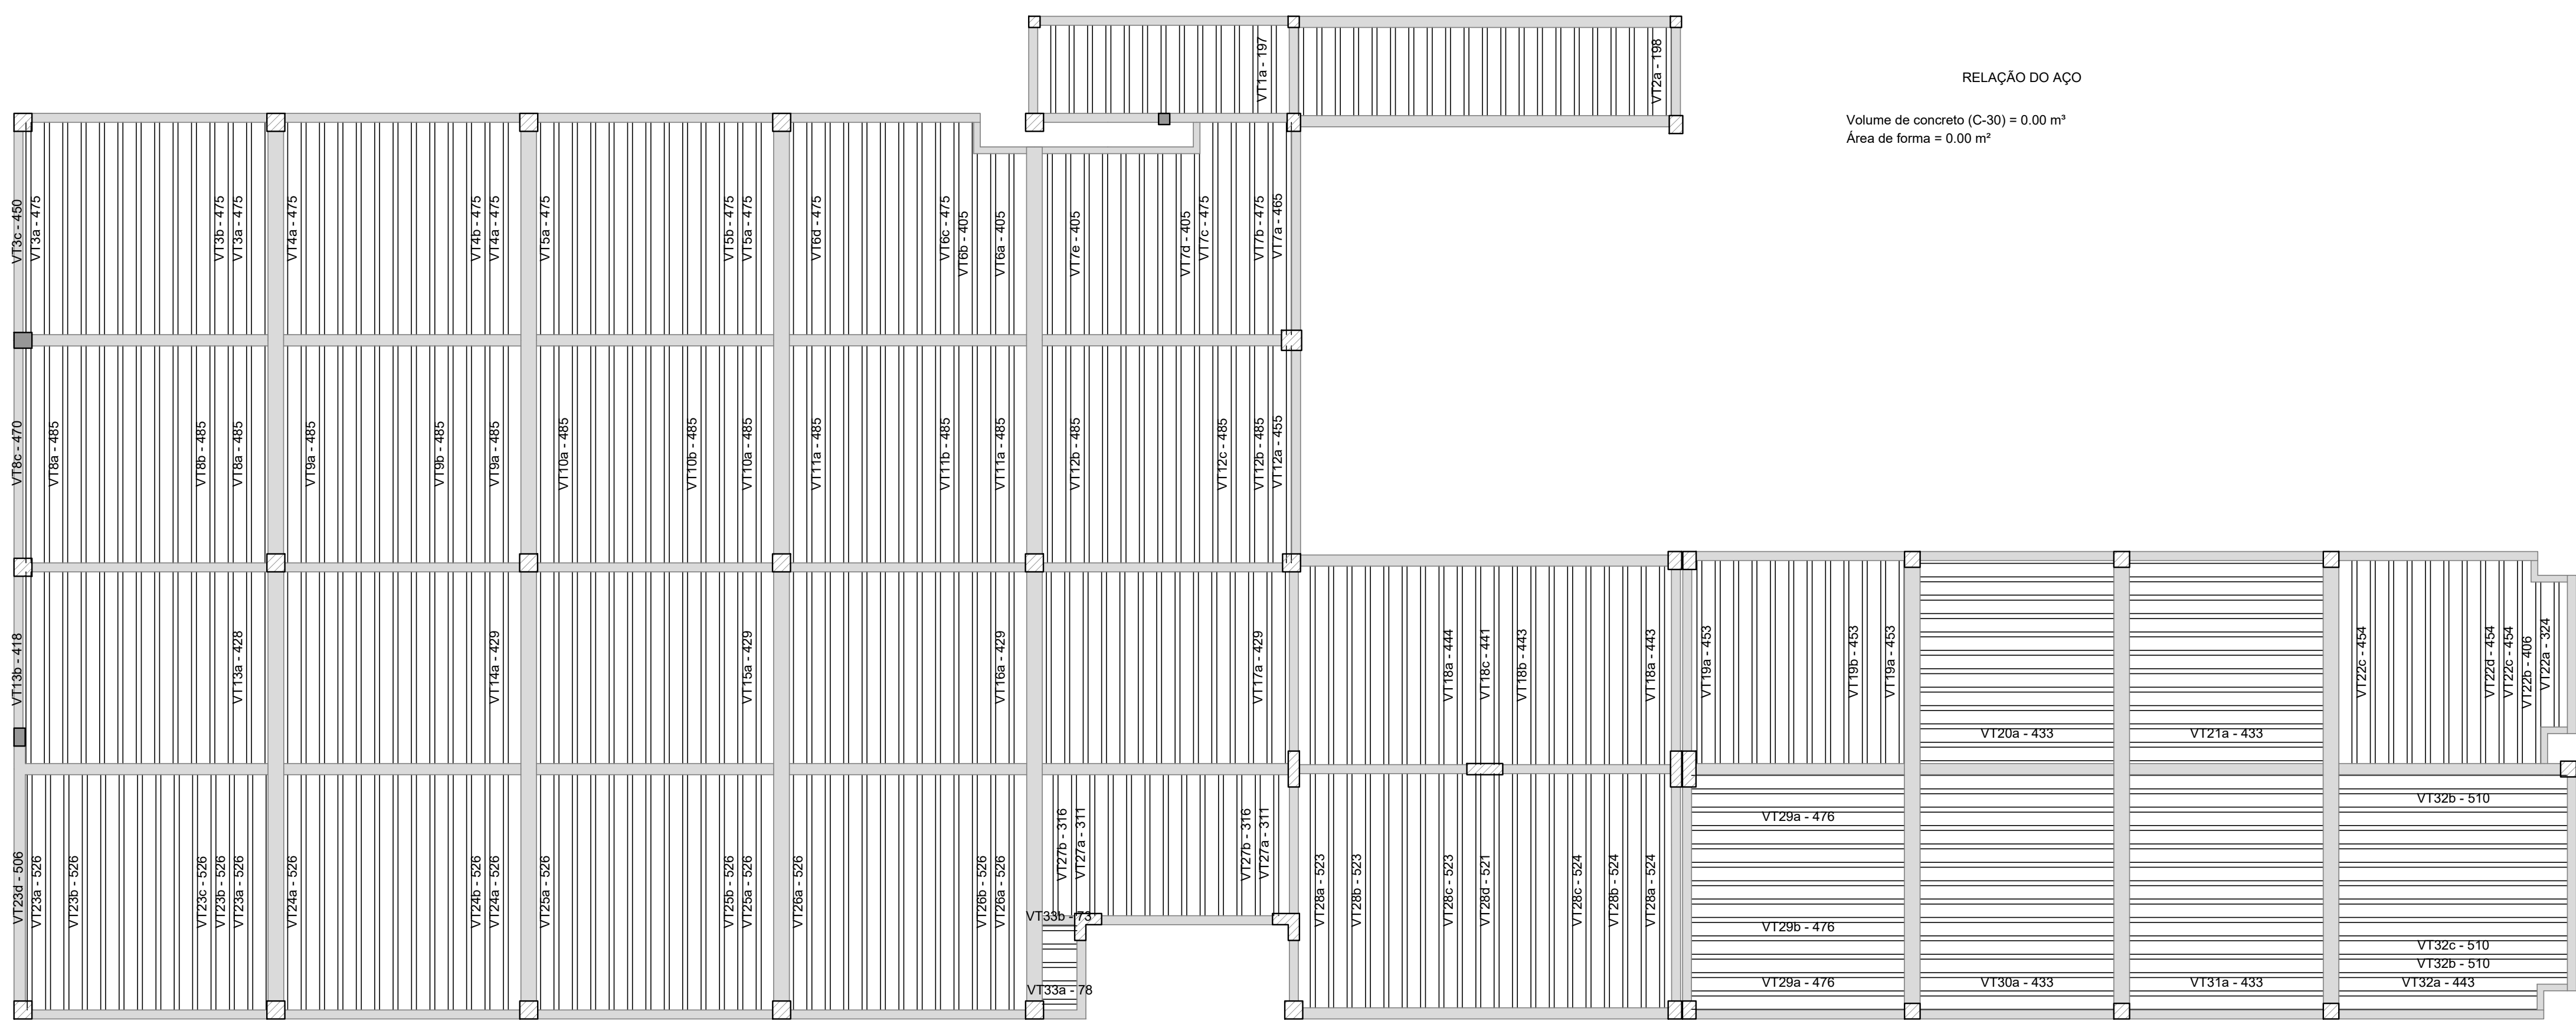 VT1a - 197
VT2a - 198
RELAÇÃO DO AÇO
Volume de concreto (C-30) = 0.00 m³
Área de forma = 0.00 m²
VT3c - 450
VT3a - 475
VT3b - 475
VT3a - 475
VT4a - 475
VT4b - 475
VT4a - 475
VT5a - 475
VT5b - 475
VT5a - 475
VT6d - 475
VT6c - 475
VT6b - 405
VT6a - 405
VT7e - 405
VT7d - 405
VT7c - 475
VT7b - 475
VT7a - 465
VT8c - 470
VT8a - 485
VT8b - 485
VT8a - 485
VT9a - 485
VT9b - 485
VT9a - 485
VT10a - 485
VT10b - 485
VT10a - 485
VT11a - 485
VT11b - 485
VT11a - 485
VT12b - 485
VT12c - 485
VT12b - 485
VT12a - 455
VT13b - 418
VT13a - 428
VT14a - 429
VT15a - 429
VT16a - 429
VT17a - 429
VT18a - 444
VT18c - 441
VT18b - 443
VT18a - 443
VT19a - 453
VT19b - 453
VT19a - 453
VT20a - 433
VT21a - 433
VT22c - 454
VT22d - 454
VT22c - 454
VT22b - 406
VT22a - 324
VT23d - 506
VT23a - 526
VT23b - 526
VT23c - 526
VT23b - 526
VT23a - 526
VT24a - 526
VT24b - 526
VT24a - 526
VT25a - 526
VT25b - 526
VT25a - 526
VT26a - 526
VT26b - 526
VT26a - 526
VT27b - 316
VT27a - 311
VT27b - 316
VT27a - 311
VT28a - 523
VT28b - 523
VT28c - 523
VT28d - 521
VT28c - 524
VT28b - 524
VT28a - 524
VT29a - 476
VT29b - 476
VT29a - 476
VT30a - 433
VT31a - 433
VT32b - 510
VT32c - 510
VT32b - 510
VT32a - 443
VT33b - 73
VT33a - 78